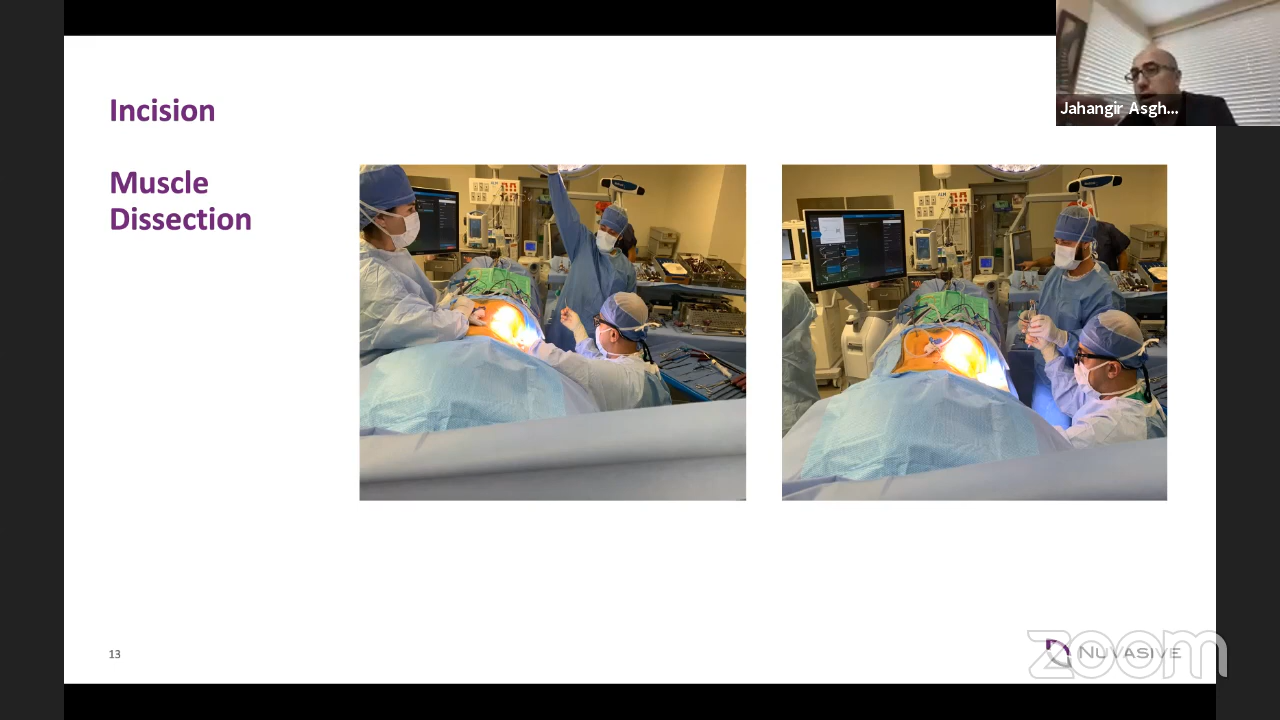 Incision
Jahangir Asgh...
Muscle
Dissection
13
NUVASIVE
zoom